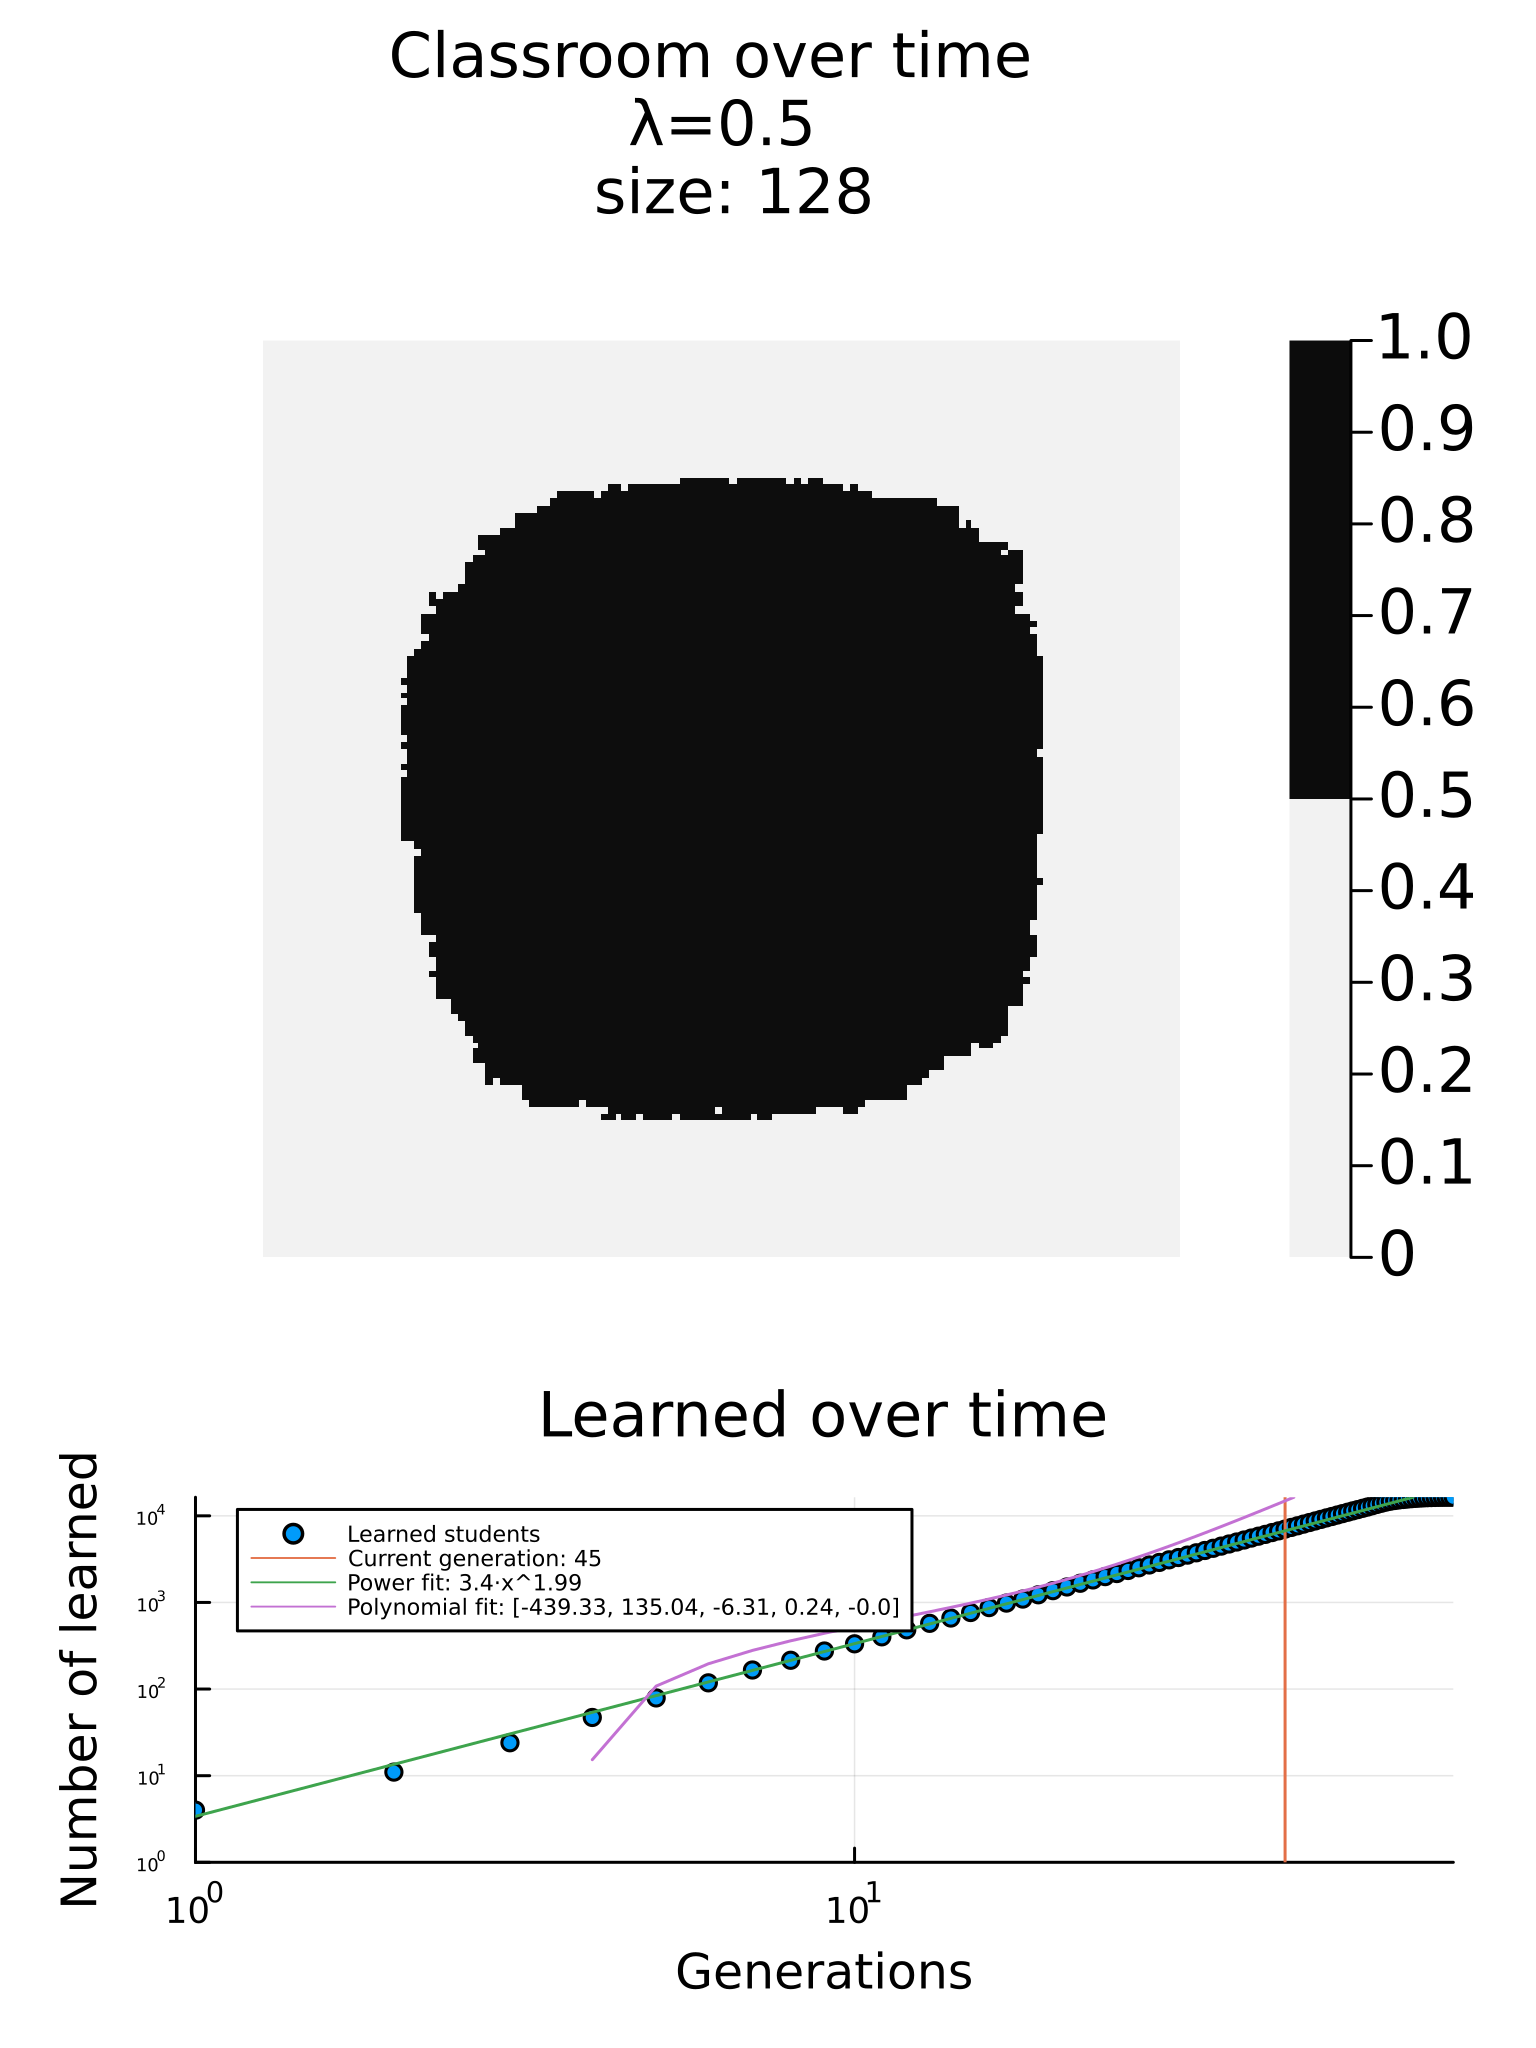 Classroom over time
λ=0.5
size: 128
1.0
0.9
0.8
0.7
0.6
0.5
0.4
0.3
0.2
0.1
0
Learned over time
Number of learned
10^4
10^3
10^2
10^1
10^0
Learned students
Current generation: 45
Power fit: 3.4·x^1.99
Polynomial fit: [-439.33, 135.04, -6.31, 0.24, -0.0]
10^0
10^1
Generations